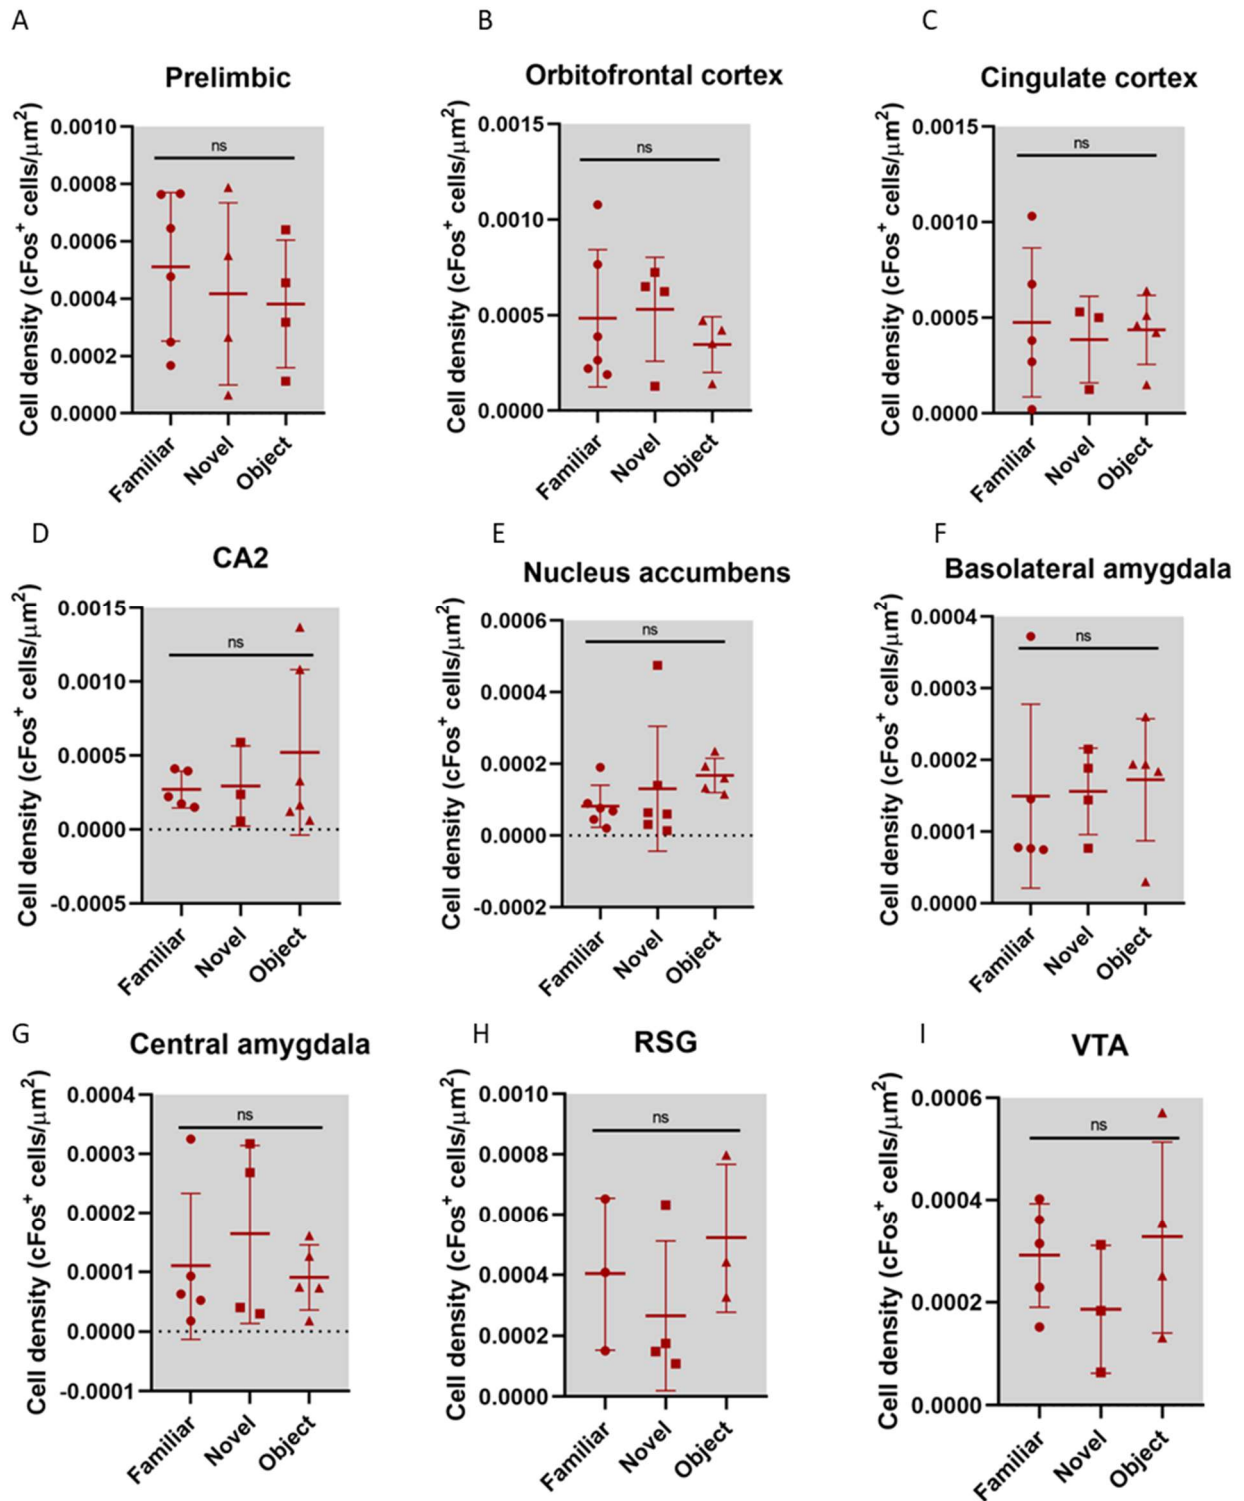 A
Prelimbic
Cell density (cFos+ cells/μm2)
0.0010
0.0008
0.0006
0.0004
0.0002
0.0000
ns
Familiar
Novel
Object
B
Orbitofrontal cortex
Cell density (cFos+ cells/μm2)
0.0015
0.0010
0.0005
0.0000
ns
Familiar
Novel
Object
C
Cingulate cortex
Cell density (cFos+ cells/μm2)
0.0015
0.0010
0.0005
0.0000
ns
Familiar
Novel
Object
D
CA2
Cell density (cFos+ cells/μm2)
0.0015
0.0010
0.0005
0.0000
-0.0005
ns
Familiar
Novel
Object
E
Nucleus accumbens
Cell density (cFos+ cells/μm2)
0.0006
0.0004
0.0002
0.0000
-0.0002
ns
Familiar
Novel
Object
F
Basolateral amygdala
Cell density (cFos+ cells/μm2)
0.0004
0.0003
0.0002
0.0001
0.0000
ns
Familiar
Novel
Object
G
Central amygdala
Cell density (cFos+ cells/μm2)
0.0004
0.0003
0.0002
0.0001
0.0000
-0.0001
ns
Familiar
Novel
Object
H
RSG
Cell density (cFos+ cells/μm2)
0.0010
0.0008
0.0006
0.0004
0.0002
0.0000
ns
Familiar
Novel
Object
I
VTA
Cell density (cFos+ cells/μm2)
0.0006
0.0004
0.0002
0.0000
ns
Familiar
Novel
Object